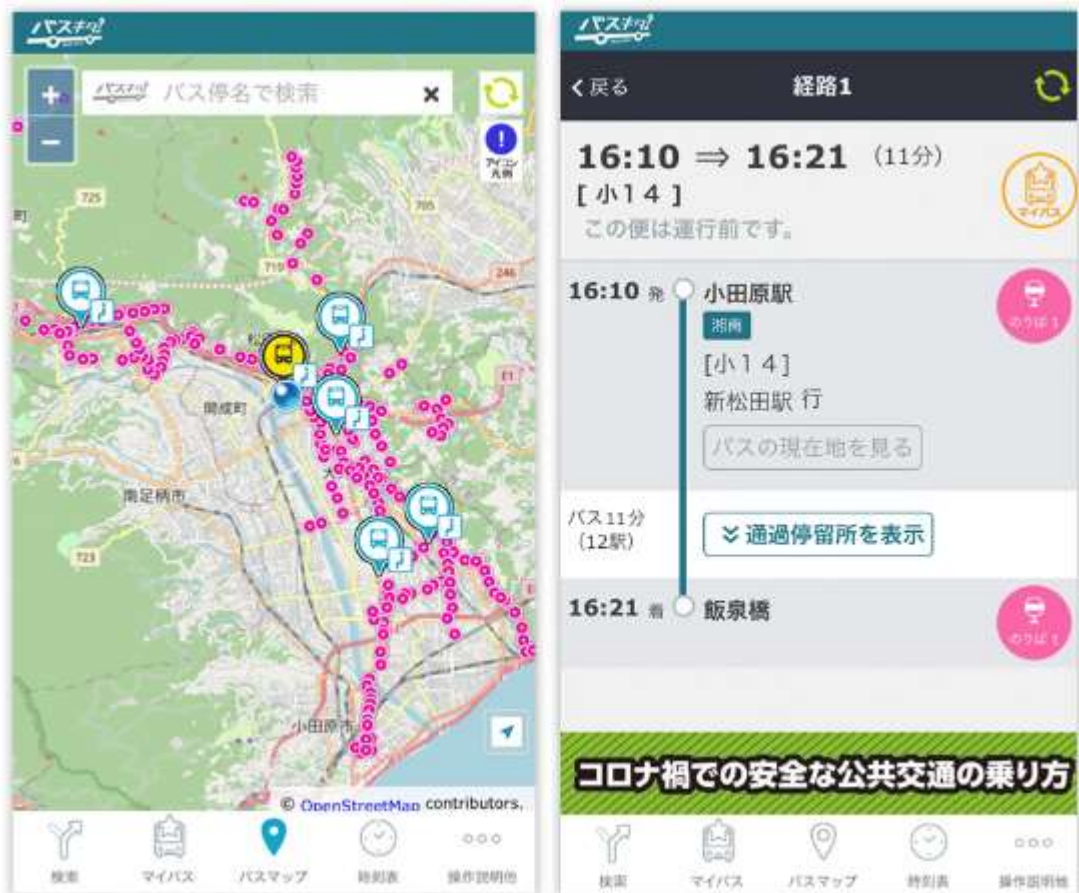 バスキタ!
バス停名で検索
アイコン
凡例
725
705
町
719
246
E1
開成町
南足柄市
723
小田原市
© OpenStreetMap contributors.
検索
マイバス
バスマップ
時刻表
操作説明他
バスキタ!
戻る
経路1
16:10 ⇒ 16:21 (11分)
[ 小14 ]
マイバス
この便は運行前です。
16:10 発
小田原駅
のりば 1
湘南
[小14]
新松田駅 行
バスの現在地を見る
バス11分
(12駅)
通過停留所を表示
16:21 着
飯泉橋
のりば 1
コロナ禍での安全な公共交通の乗り方
検索
マイバス
バスマップ
時刻表
操作説明他